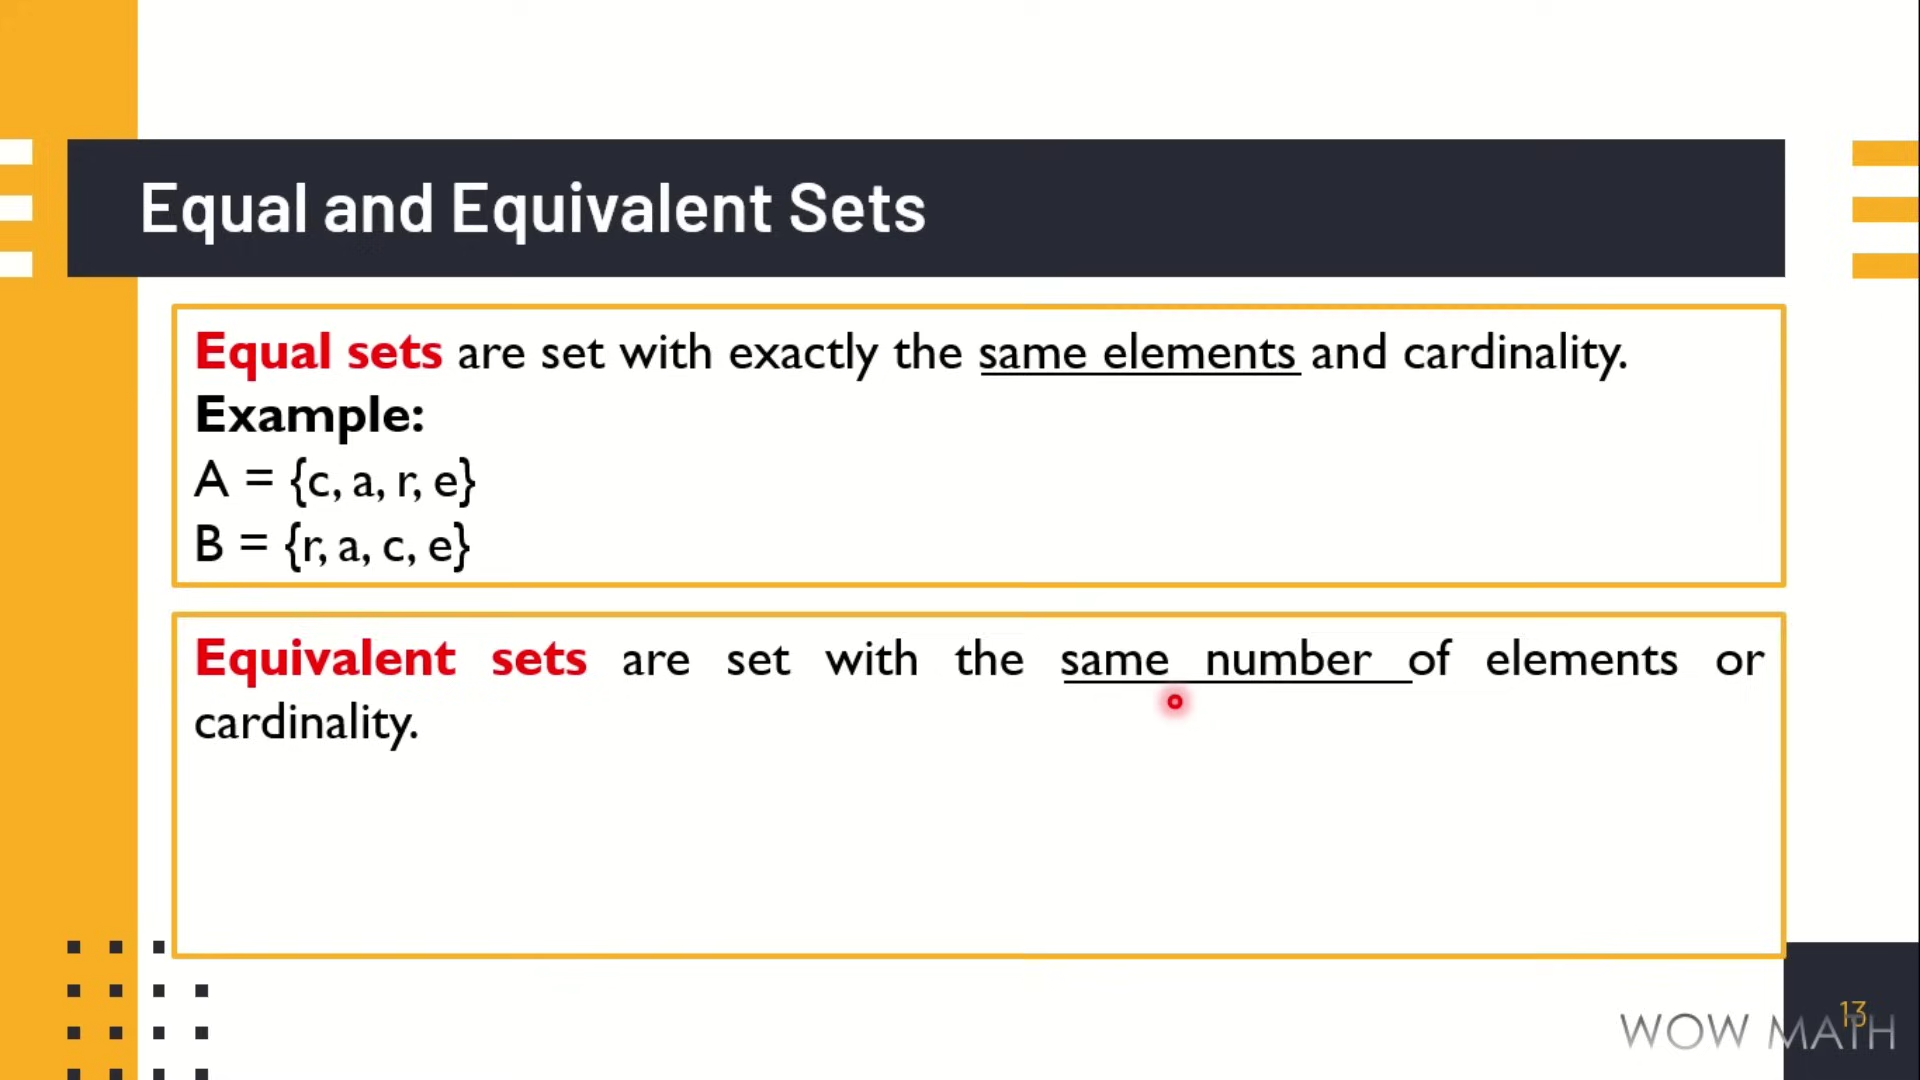 Equal and Equivalent Sets
Equal sets are set with exactly the same elements and cardinality.
Example:
A = {c, a, r, e}
B = {r, a, c, e}
Equivalent sets are set with the same number of elements or
cardinality.
13
WOW MATH